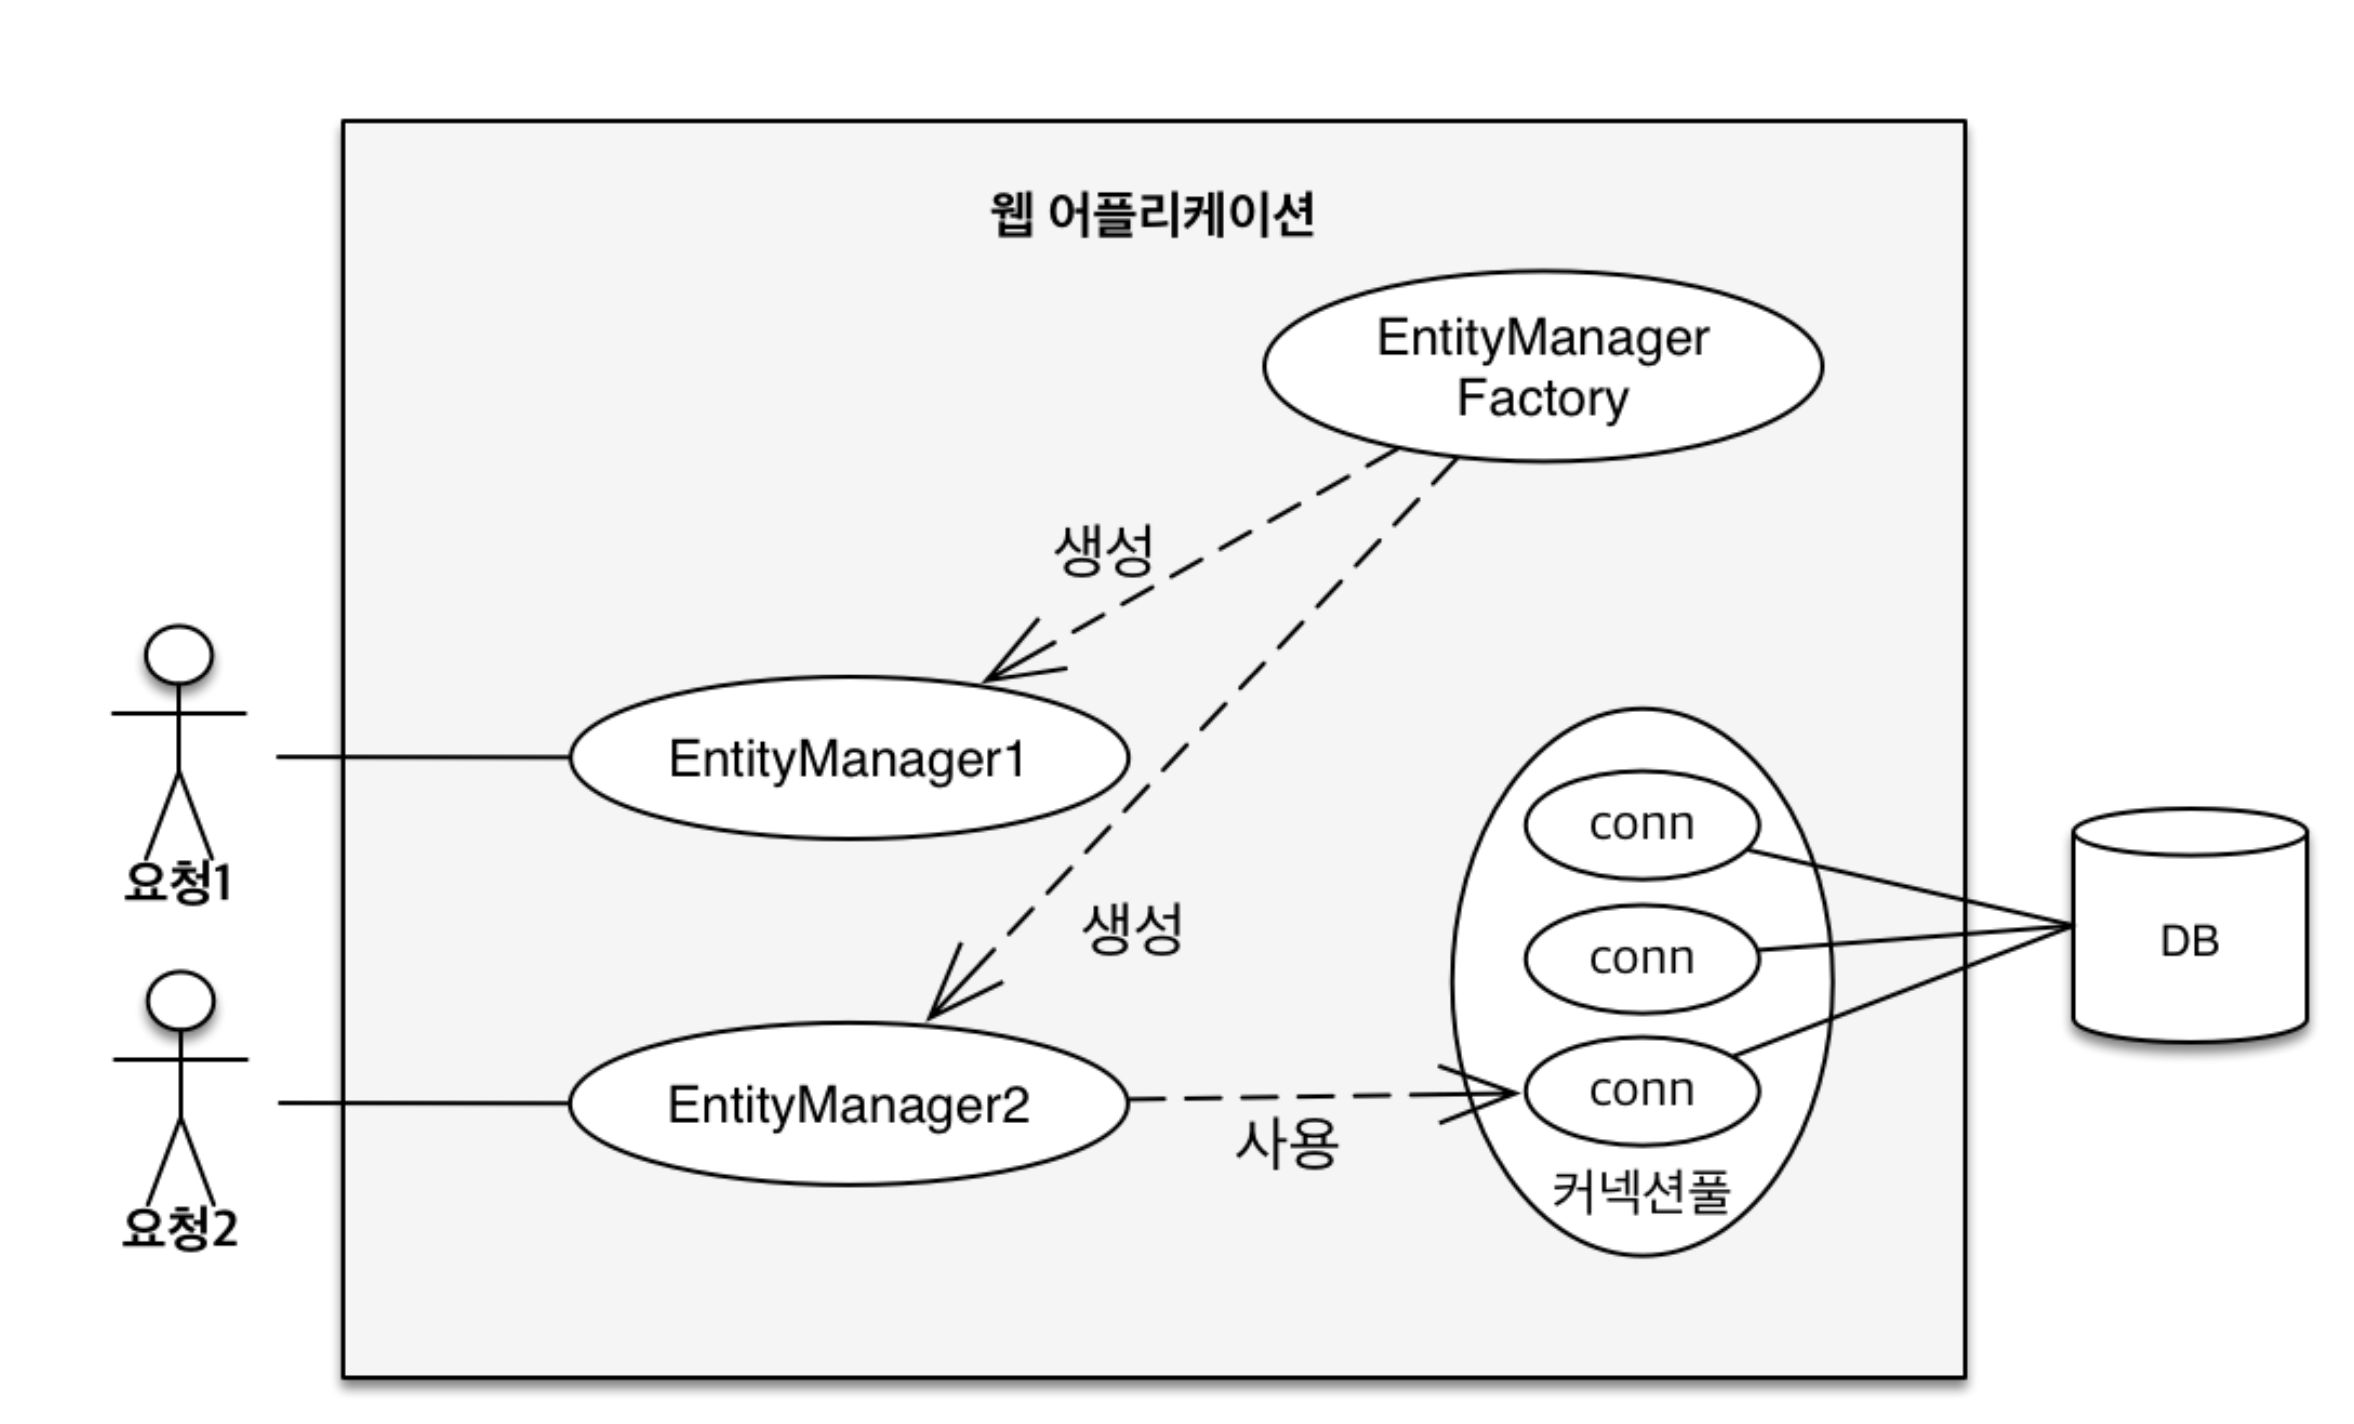 웹 어플리케이션
EntityManager
Factory
생성
요청1
EntityManager1
생성
요청2
EntityManager2
사용
conn
conn
conn
커넥션풀
DB